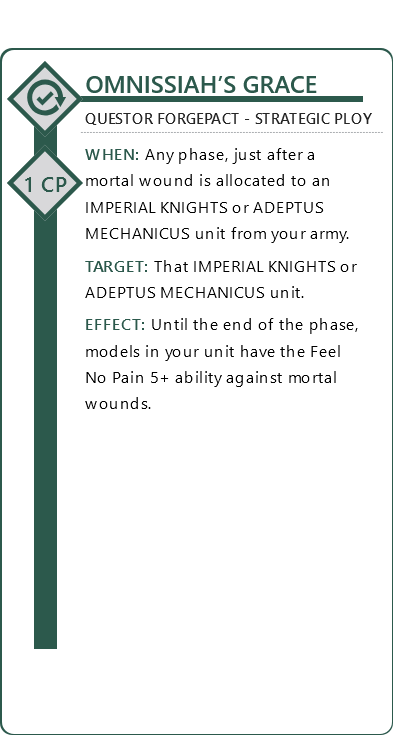 OMNISSIAH’S GRACE
QUESTOR FORGEPACT - STRATEGIC PLOY
1 CP
WHEN: Any phase, just after a
mortal wound is allocated to an
IMPERIAL KNIGHTS or ADEPTUS
MECHANICUS unit from your army.
TARGET: That IMPERIAL KNIGHTS or
ADEPTUS MECHANICUS unit.
EFFECT: Until the end of the phase,
models in your unit have the Feel
No Pain 5+ ability against mortal
wounds.